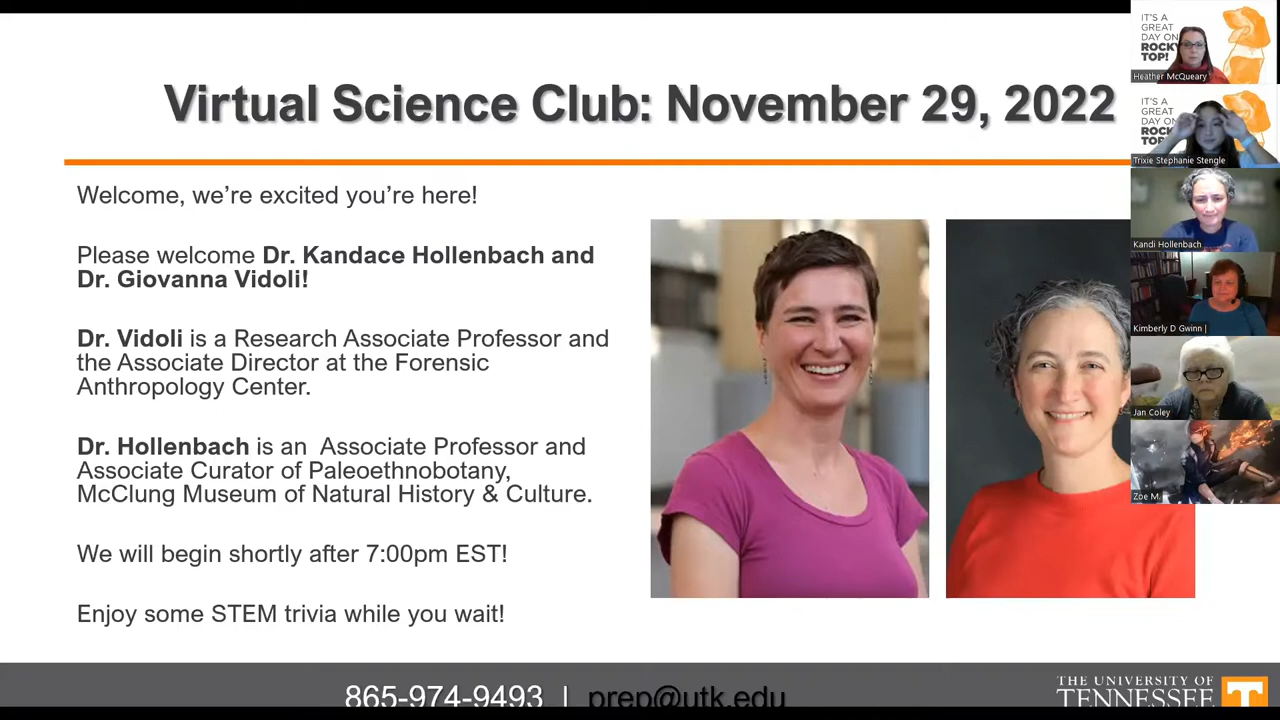 Virtual Science Club: November 29, 2022
Welcome, we're excited you're here!
Please welcome Dr. Kandace Hollenbach and
Dr. Giovanna Vidoli!
Dr. Vidoli is a Research Associate Professor and
the Associate Director at the Forensic
Anthropology Center.
Dr. Hollenbach is an  Associate Professor and
Associate Curator of Paleoethnobotany,
McClung Museum of Natural History & Culture.
We will begin shortly after 7:00pm EST!
Enjoy some STEM trivia while you wait!
865-974-9493 | prep@utk.edu
THE UNIVERSITY OF
TENNESSEE T
IT'S A
GREAT
DAY ON
ROCKY
TOP!
Heather McQueary
IT'S A
GREAT
DAY ON
ROCK
Trixie Stephanie Stengle
Kandi Hollenbach
Kimberly D Gwinn |
Jan Coley
Zoe M.